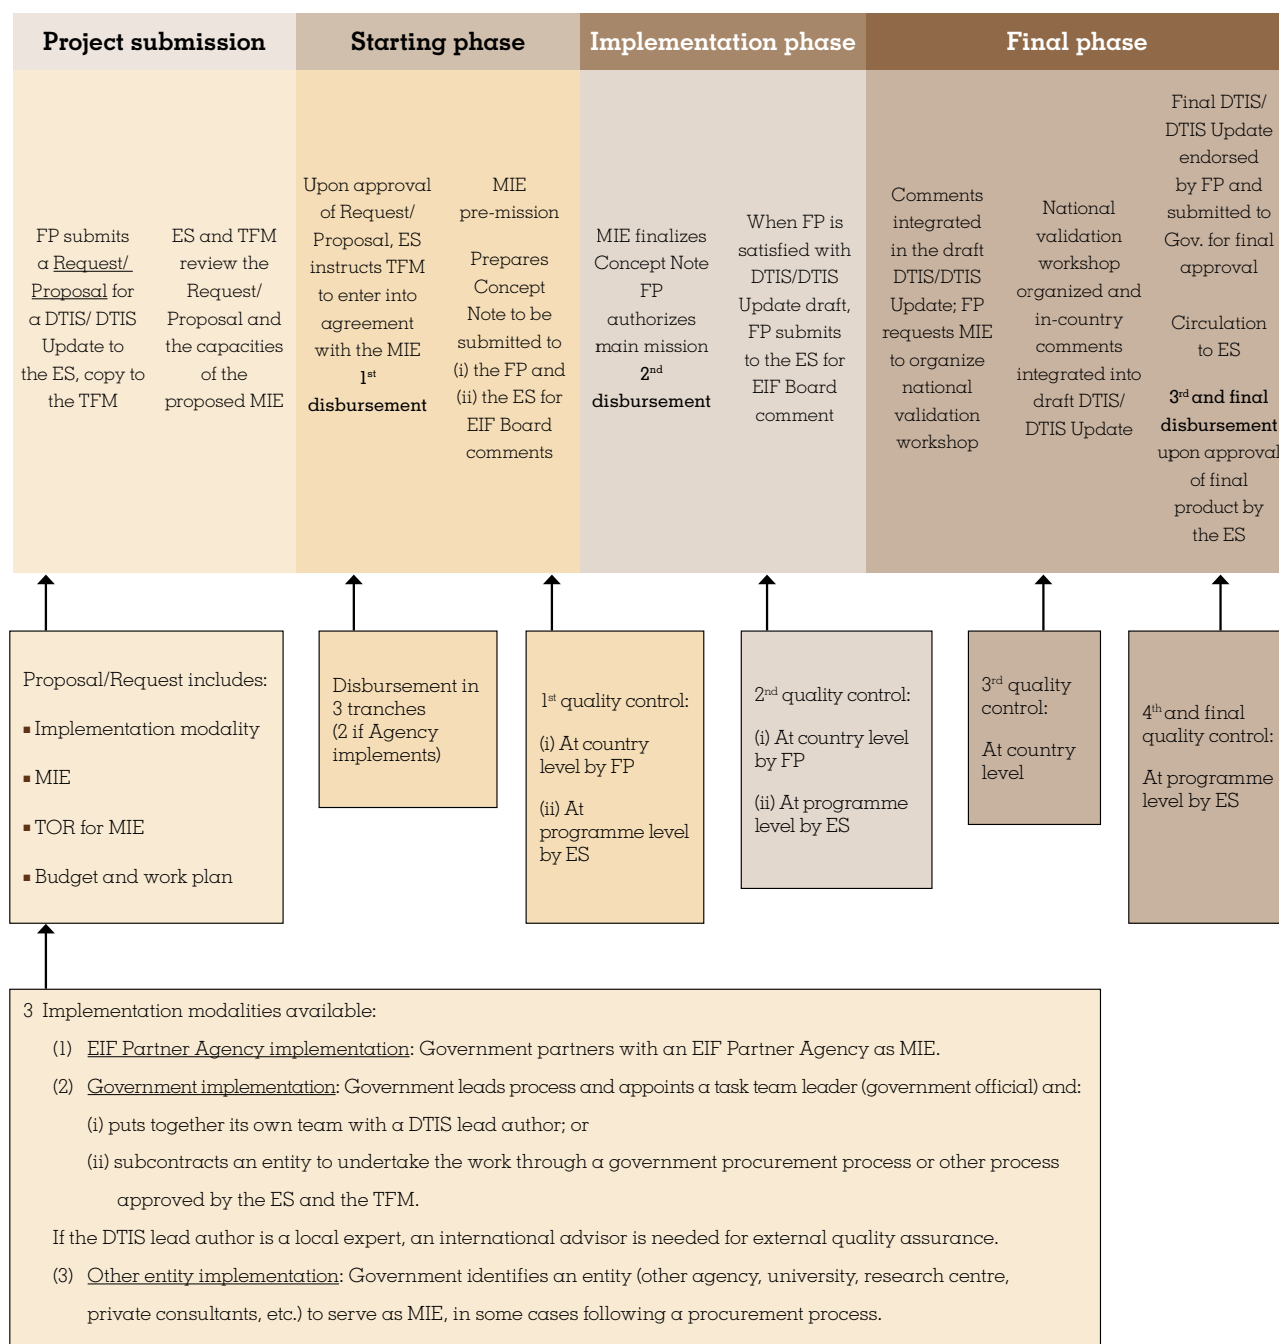 Project submission
Starting phase
Implementation phase
Final phase
FP submits
a Request/
Proposal for
a DTIS/ DTIS
Update to
the ES, copy to
the TFM
ES and TFM
review the
Request/
Proposal and
the capacities
of the
proposed MIE
Upon approval
of Request/
Proposal, ES
instructs TFM
to enter into
agreement
with the MIE
1st
disbursement
MIE
pre-mission
Prepares
Concept
Note to be
submitted to
(i) the FP and
(ii) the ES for
EIF Board
comments
MIE finalizes
Concept Note
FP
authorizes
main mission
2nd
disbursement
When FP is
satisfied with
DTIS/DTIS
Update draft,
FP submits
to the ES for
EIF Board
comment
Comments
integrated
in the draft
DTIS/DTIS
Update; FP
requests MIE
to organize
national
validation
workshop
National
validation
workshop
organized and
in-country
comments
integrated into
draft DTIS/
DTIS Update
Final DTIS/
DTIS Update
endorsed
by FP and
submitted to
Gov. for final
approval
Circulation
to ES
3rd and final
disbursement
upon approval
of final
product by
the ES
Proposal/Request includes:
▪ Implementation modality
▪ MIE
▪ TOR for MIE
▪ Budget and work plan
Disbursement in
3 tranches
(2 if Agency
implements)
1st quality control:
(i) At country
level by FP
(ii) At
programme level
by ES
2nd quality control:
(i) At country level
by FP
(ii) At programme
level by ES
3rd quality
control:
At country
level
4th and final
quality control:
At programme
level by ES
3 Implementation modalities available:
(1) EIF Partner Agency implementation: Government partners with an EIF Partner Agency as MIE.
(2) Government implementation: Government leads process and appoints a task team leader (government official) and:
(i) puts together its own team with a DTIS lead author; or
(ii) subcontracts an entity to undertake the work through a government procurement process or other process
approved by the ES and the TFM.
If the DTIS lead author is a local expert, an international advisor is needed for external quality assurance.
(3) Other entity implementation: Government identifies an entity (other agency, university, research centre,
private consultants, etc.) to serve as MIE, in some cases following a procurement process.